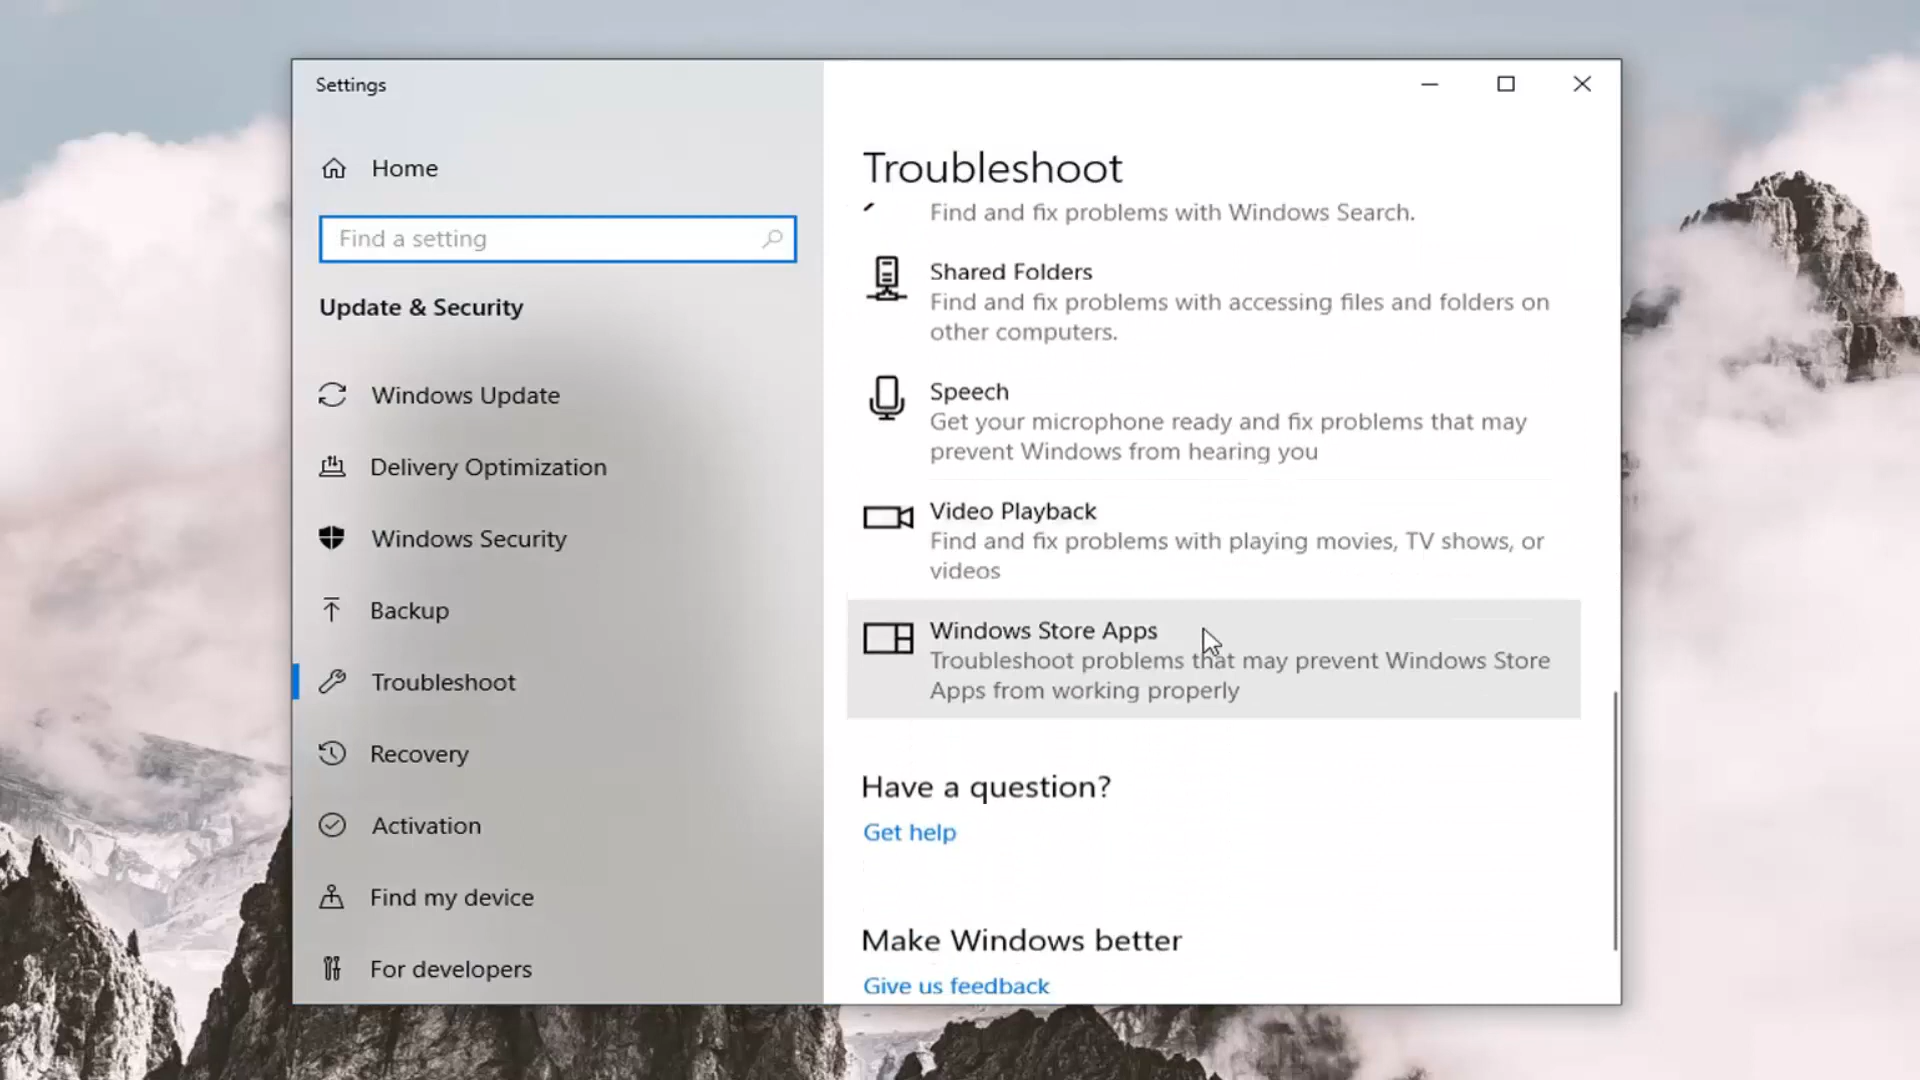 Settings
Home
Find a setting
Update & Security
Windows Update
Delivery Optimization
Windows Security
Backup
Troubleshoot
Recovery
Activation
Find my device
For developers
Troubleshoot
Find and fix problems with Windows Search.
Shared Folders
Find and fix problems with accessing files and folders on
other computers.
Speech
Get your microphone ready and fix problems that may
prevent Windows from hearing you
Video Playback
Find and fix problems with playing movies, TV shows, or
videos
Windows Store Apps
Troubleshoot problems that may prevent Windows Store
Apps from working properly
Have a question?
Get help
Make Windows better
Give us feedback